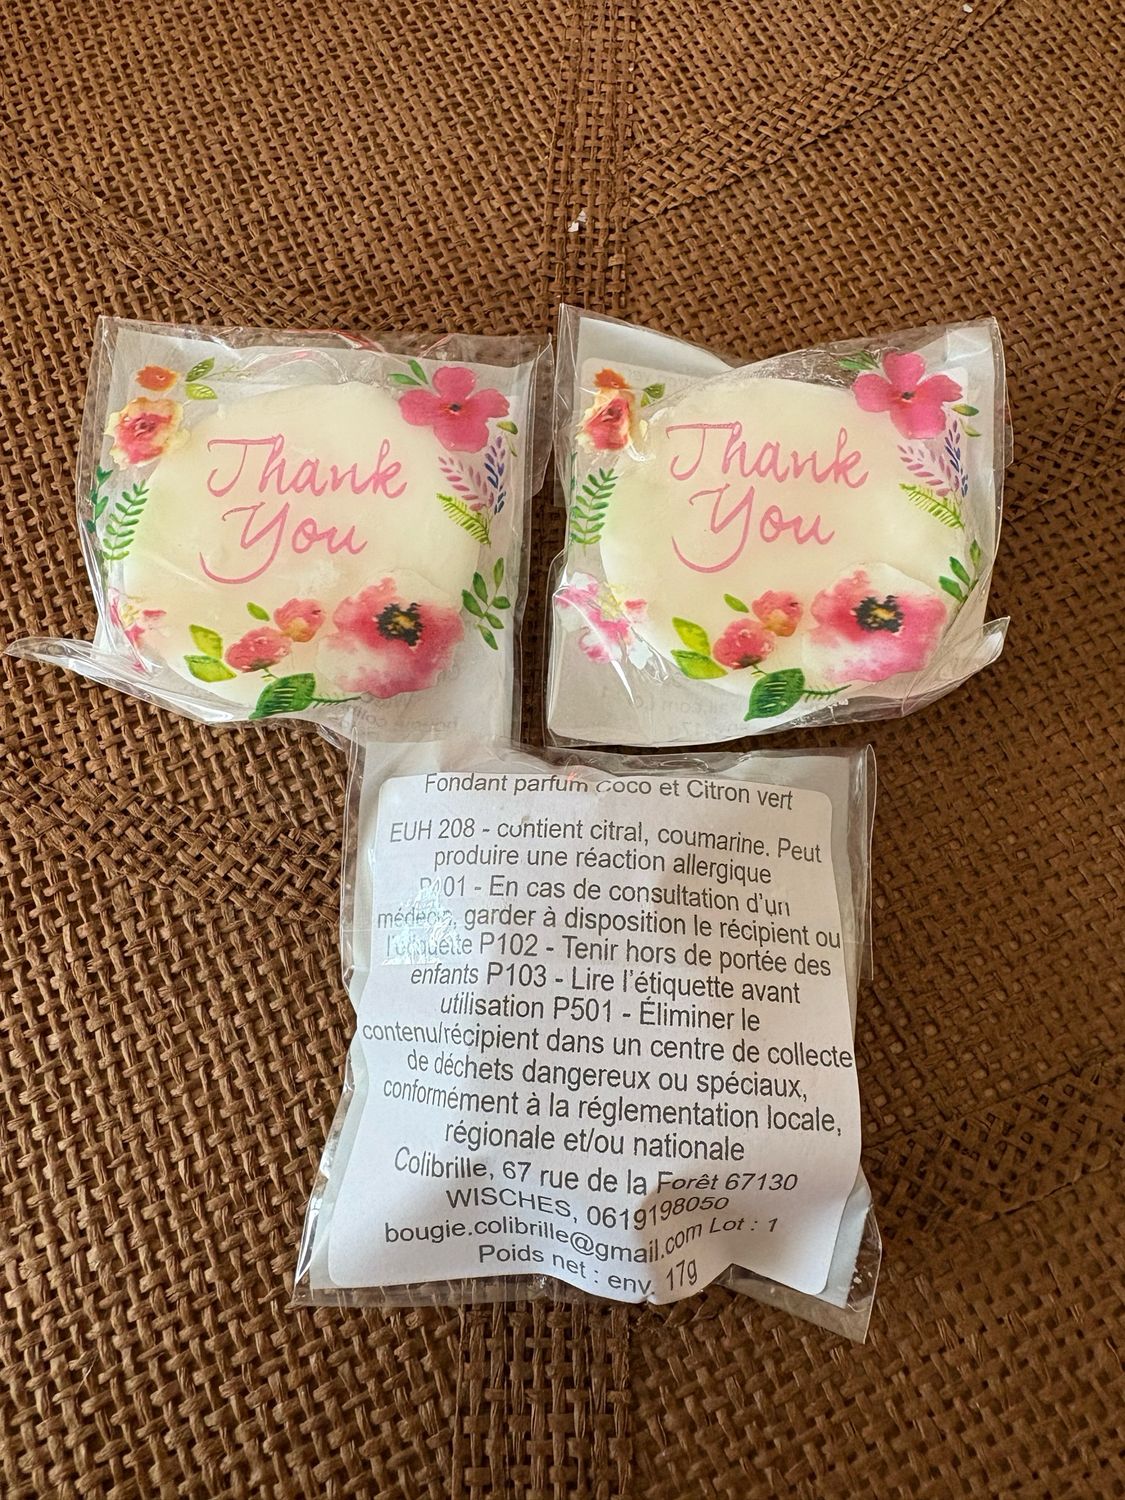 Thank
You
Thank
You
Fondant parfum Coco et Citron vert
EUH 208 - contient citral, coumarine. Peut
produire une réaction allergique
P101 - En cas de consultation d'un
médecin, garder à disposition le récipient ou
l'étiquette P102 - Tenir hors de portée des
enfants P103 - Lire l'étiquette avant
utilisation P501 - Éliminer le
contenu/récipient dans un centre de collecte
de déchets dangereux ou spéciaux,
conformément à la réglementation locale,
régionale et/ou nationale
Colibrille, 67 rue de la Forêt 67130
WISCHES, 0619198050
bougie.colibrille@gmail.com Lot : 1
Poids net : env. 17g